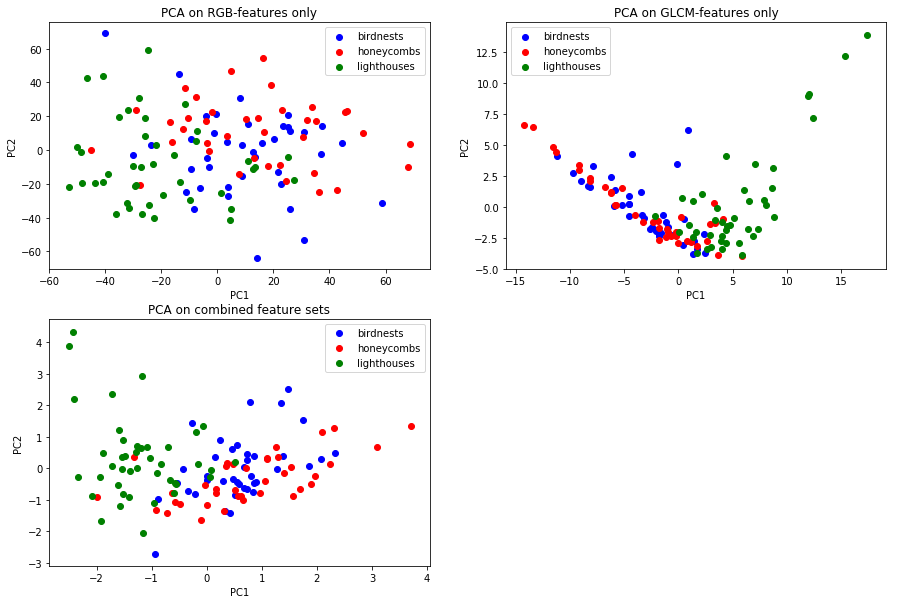 PCA on RGB-features only
birdnests
honeycombs
lighthouses
60
40
20
0
−20
−40
−60
PC2
−60 −40 −20 0 20 40 60
PC1
PCA on GLCM-features only
birdnests
honeycombs
lighthouses
12.5
10.0
7.5
5.0
2.5
0.0
−2.5
−5.0
PC2
−15 −10 −5 0 5 10 15
PC1
PCA on combined feature sets
birdnests
honeycombs
lighthouses
4
3
2
1
0
−1
−2
−3
PC2
−2 −1 0 1 2 3 4
PC1